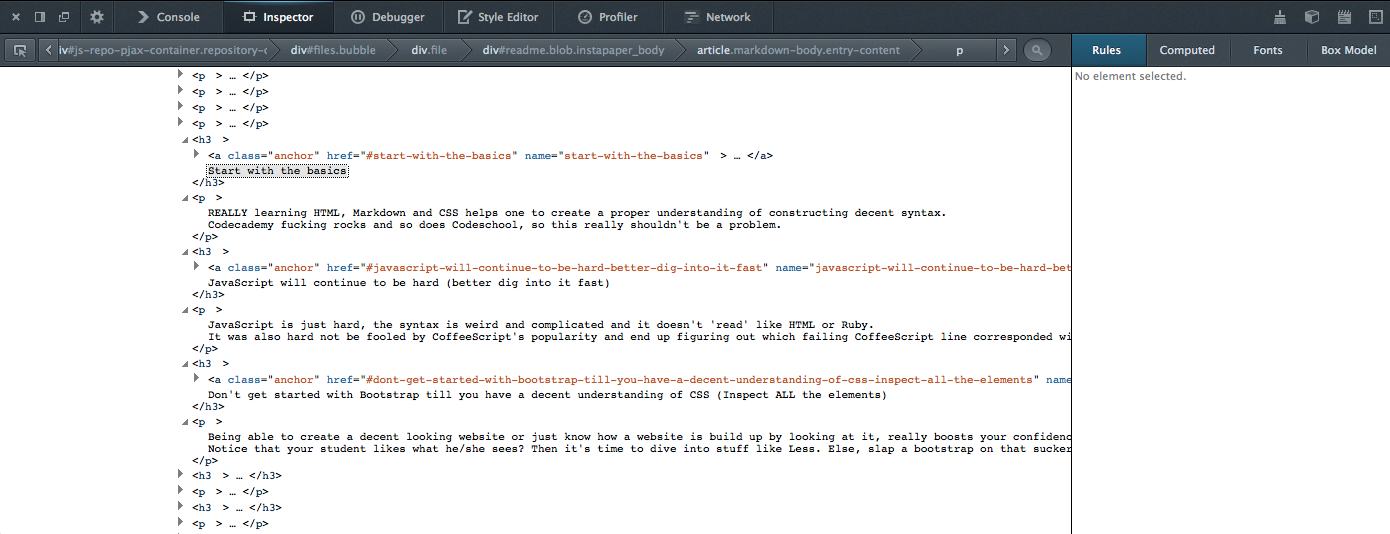 Console Inspector Debugger Style Editor Profiler Network
iv#js-repo-pjax-container.repository-c div#files.bubble div.file div#readme.blob.instapaper_body article.markdown-body.entry-content p Rules Computed Fonts Box Model
No element selected.
<p > … </p>
<p > … </p>
<p > … </p>
<p > … </p>
<h3 >
<a class="anchor" href="#start-with-the-basics" name="start-with-the-basics" > … </a>
Start with the basics
</h3>
<p >
REALLY learning HTML, Markdown and CSS helps one to create a proper understanding of constructing decent syntax.
Codecademy fucking rocks and so does Codeschool, so this really shouldn't be a problem.
</p>
<h3 >
<a class="anchor" href="#javascript-will-continue-to-be-hard-better-dig-into-it-fast" name="javascript-will-continue-to-be-hard-bet
JavaScript will continue to be hard (better dig into it fast)
</h3>
<p >
JavaScript is just hard, the syntax is weird and complicated and it doesn't 'read' like HTML or Ruby.
It was also hard not be fooled by CoffeeScript's popularity and end up figuring out which failing CoffeeScript line corresponded wi
</p>
<h3 >
<a class="anchor" href="#dont-get-started-with-bootstrap-till-you-have-a-decent-understanding-of-css-inspect-all-the-elements" name
Don't get started with Bootstrap till you have a decent understanding of CSS (Inspect ALL the elements)
</h3>
<p >
Being able to create a decent looking website or just know how a website is build up by looking at it, really boosts your confidenc
Notice that your student likes what he/she sees? Then it's time to dive into stuff like Less. Else, slap a bootstrap on that sucker
</p>
<h3 > … </h3>
<p > … </p>
<h3 > … </h3>
<p > … </p>